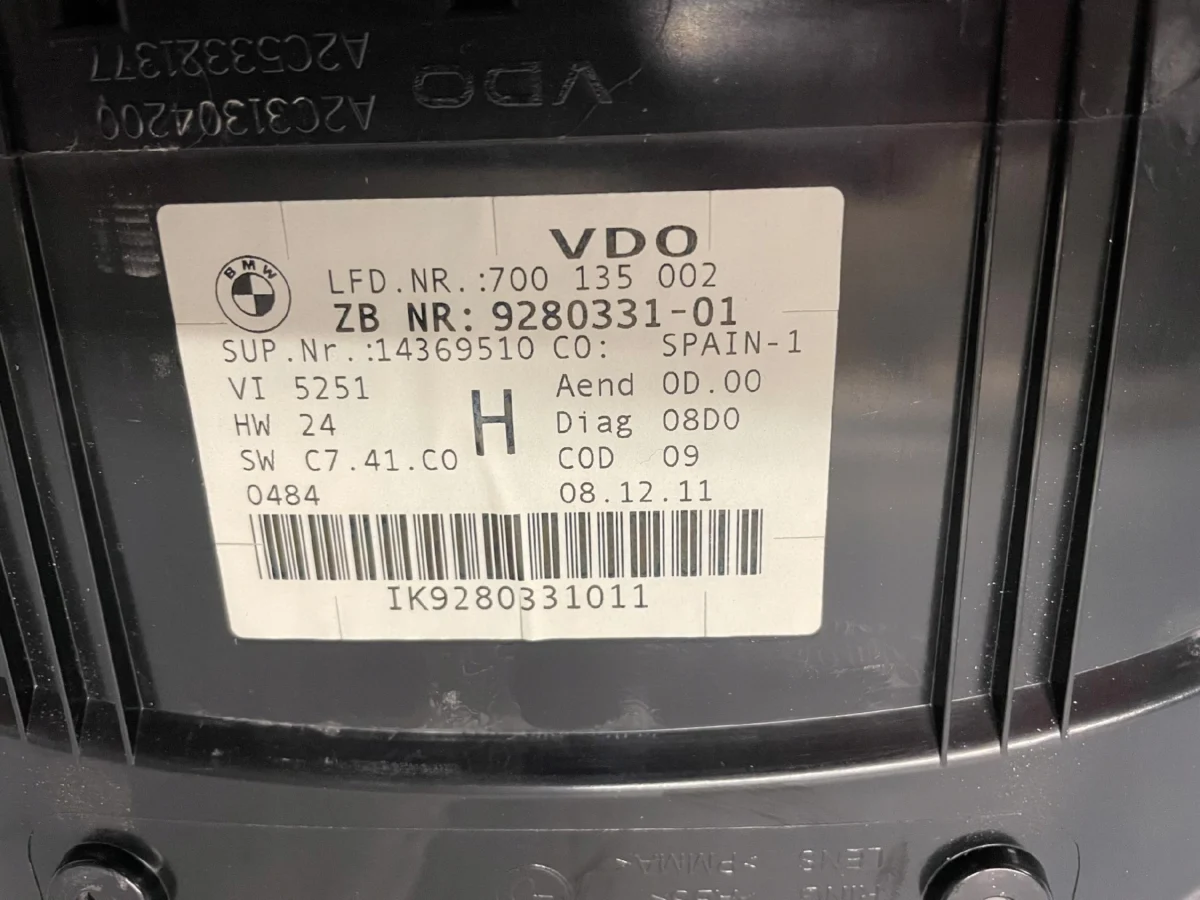 A2C53321377
A2C31304200
VDO
VDO
BMW
LFD.NR.:700 135 002
ZB NR: 9280331-01
SUP.Nr.:14369510 CO: SPAIN-1
VI 5251
H
Aend 0D.00
HW 24
Diag 08D0
SW C7.41.C0
COD 09
0484
08.12.11
IK9280331011
LENS >PMMA<